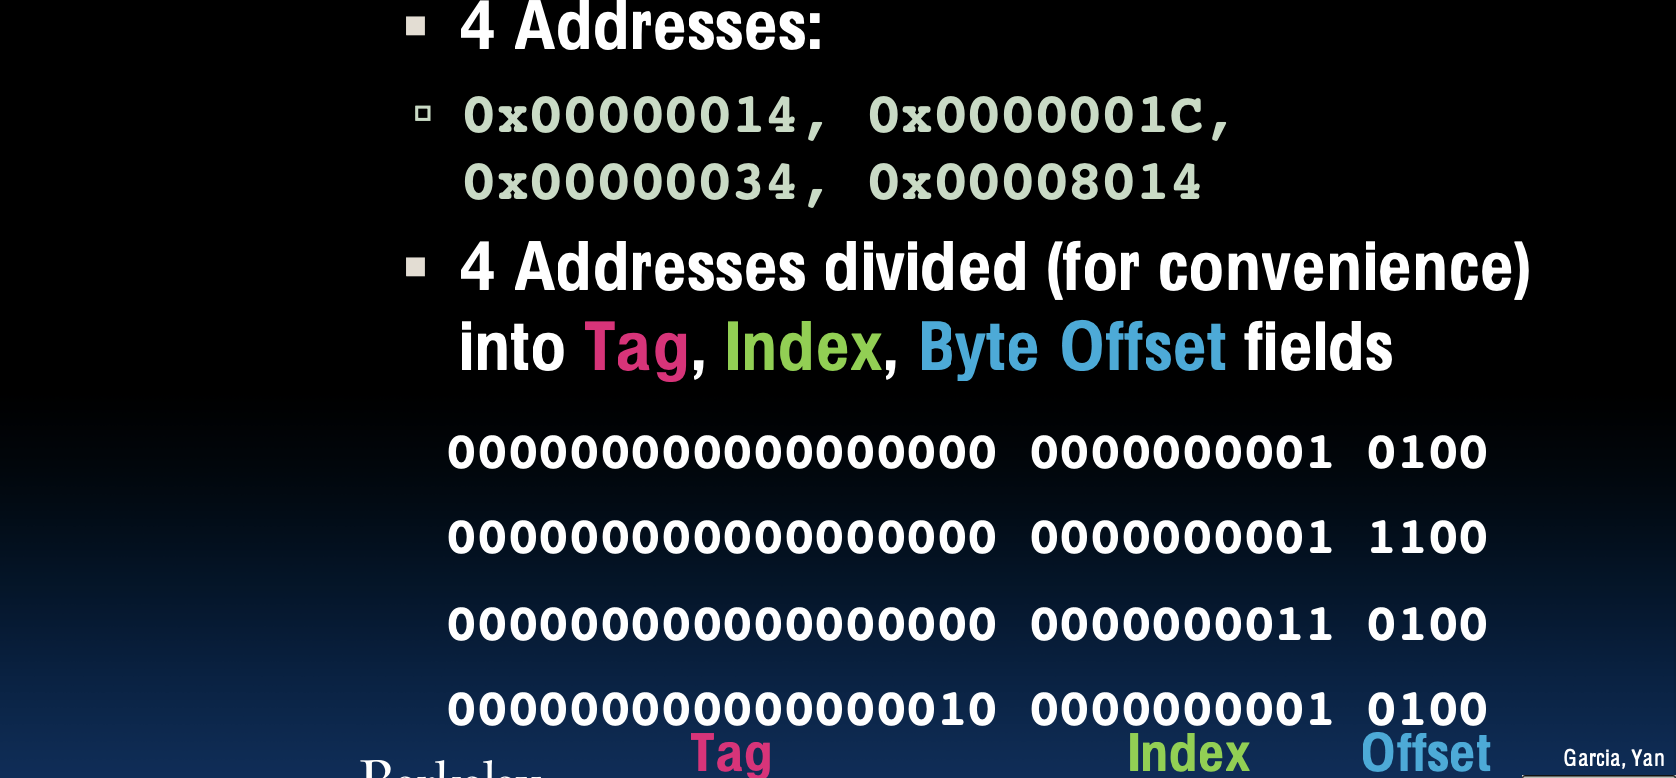 4 Addresses:
0x00000014, 0x0000001C,
0x00000034, 0x00008014
4 Addresses divided (for convenience)
into Tag, Index, Byte Offset fields
000000000000000000 0000000001 0100
000000000000000000 0000000001 1100
000000000000000000 0000000011 0100
000000000000000010 0000000001 0100
Tag Index Offset
Berkeley
Garcia, Yan